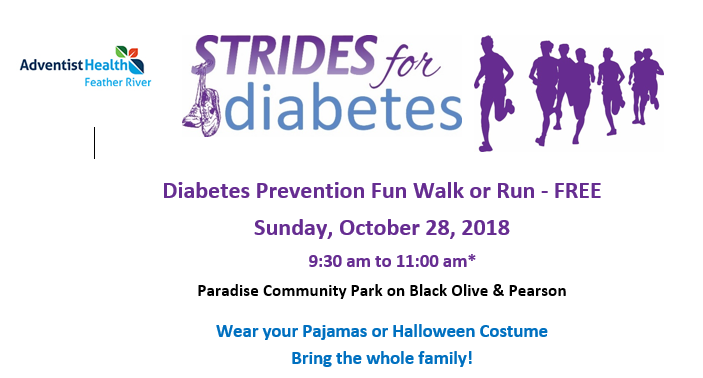 AdventistHealth
Feather River
STRIDES for
diabetes
Diabetes Prevention Fun Walk or Run - FREE
Sunday, October 28, 2018
9:30 am to 11:00 am*
Paradise Community Park on Black Olive & Pearson
Wear your Pajamas or Halloween Costume
Bring the whole family!